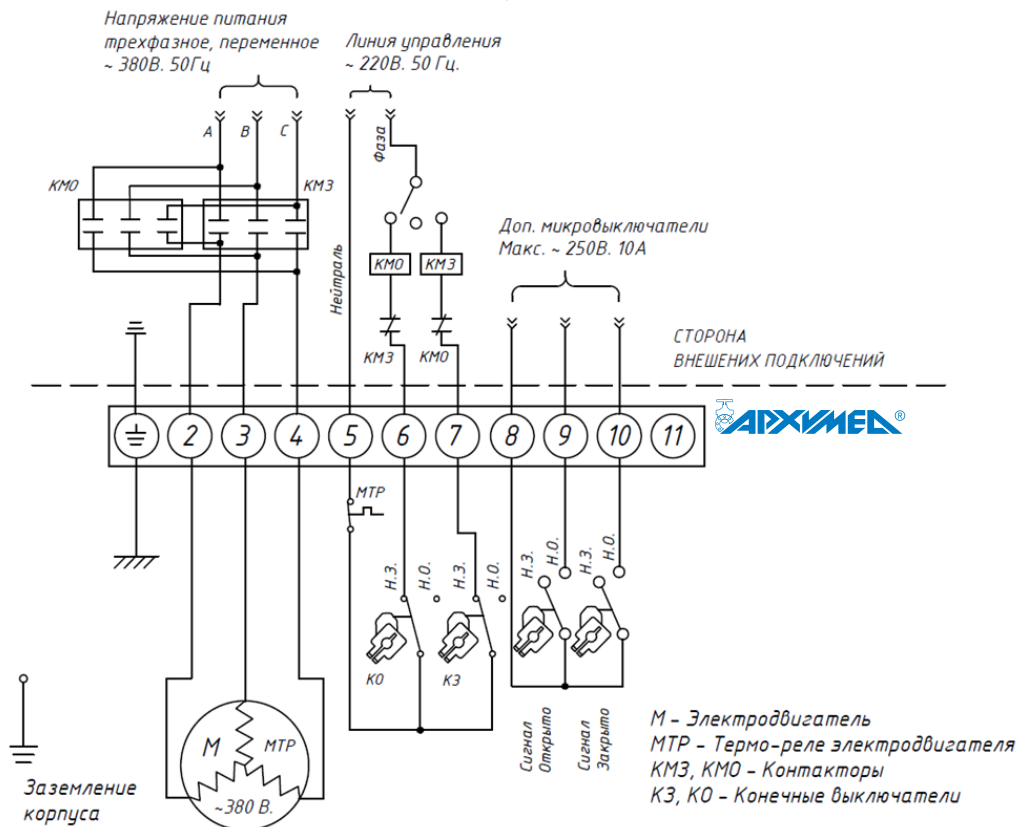 Напряжение питания
трехфазное, переменное
~ 380В. 50Гц
Линия управления
~ 220В. 50 Гц.
A
B
C
Фаза
КМО
КМЗ
Нейтраль
КМО
КМЗ
КМЗ
КМО
Доп. микровыключатели
Макс. ~ 250В. 10А
СТОРОНА
ВНЕШЕНИХ ПОДКЛЮЧЕНИЙ
2
3
4
5
6
7
8
9
10
11
АРХИМЕД®
МТР
Н.З.
Н.О.
Н.З.
Н.О.
Н.З.
Н.О.
Н.З.
Н.О.
КО
КЗ
Сигнал
Открыто
Сигнал
Закрыто
М
МТР
~380 В.
Заземление
корпуса
М – Электродвигатель
МТР – Термо-реле электродвигателя
КМЗ, КМО – Контакторы
КЗ, КО – Конечные выключатели